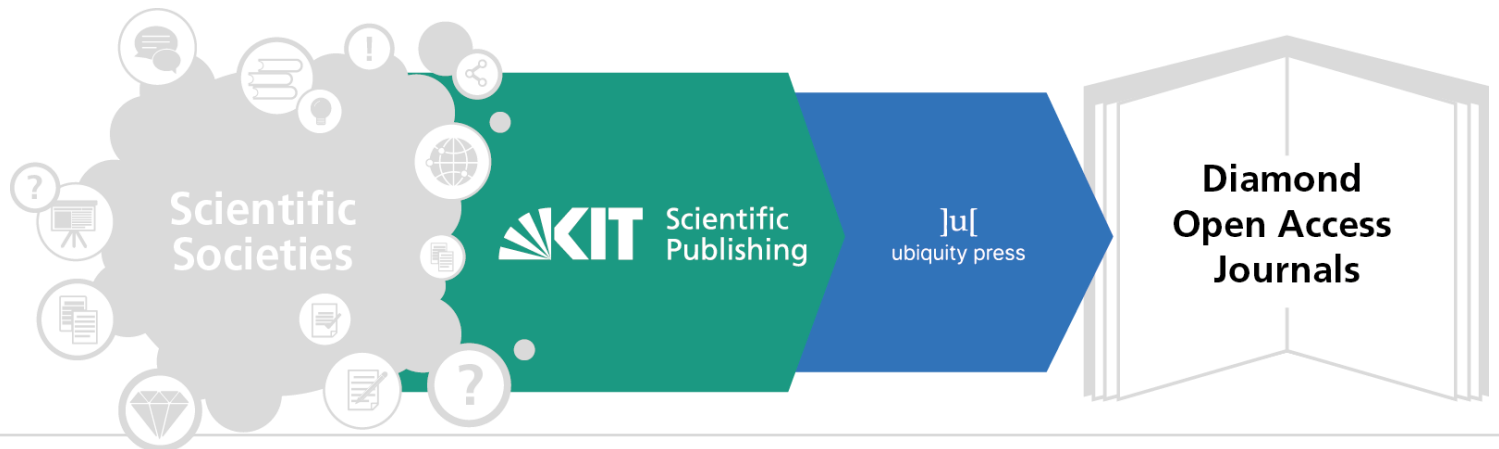 ?
!
Scientific
Societies
?
KIT Scientific
Publishing
]u[
ubiquity press
Diamond
Open Access
Journals